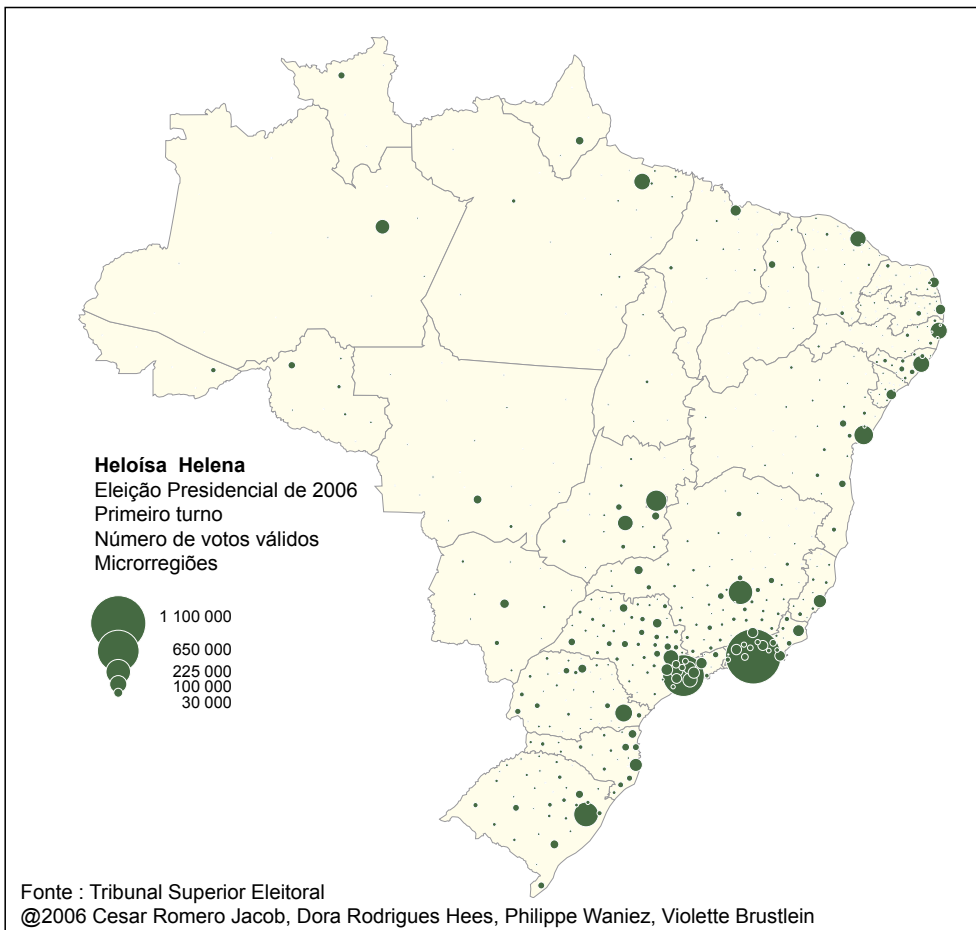 Heloísa Helena
Eleição Presidencial de 2006
Primeiro turno
Número de votos válidos
Microrregiões
1 100 000
650 000
225 000
100 000
30 000
Fonte : Tribunal Superior Eleitoral
@2006 Cesar Romero Jacob, Dora Rodrigues Hees, Philippe Waniez, Violette Brustlein